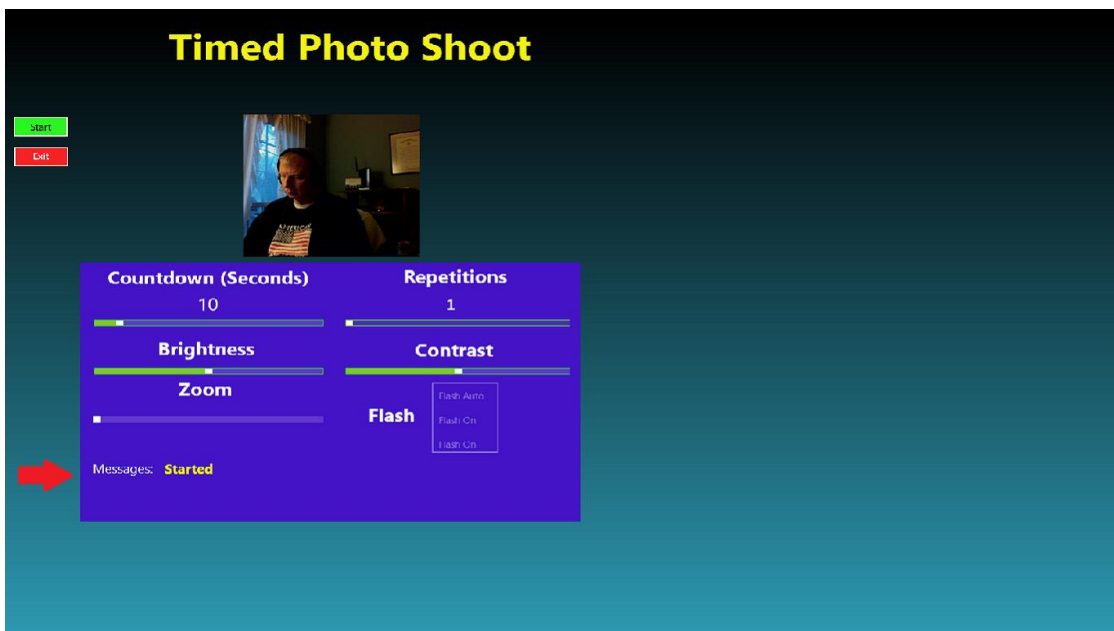 Timed Photo Shoot
Start
Exit
Countdown (Seconds)
Repetitions
10
1
Brightness
Contrast
Zoom
Flash
Flash Auto
Flash On
Flash On
Messages: Started